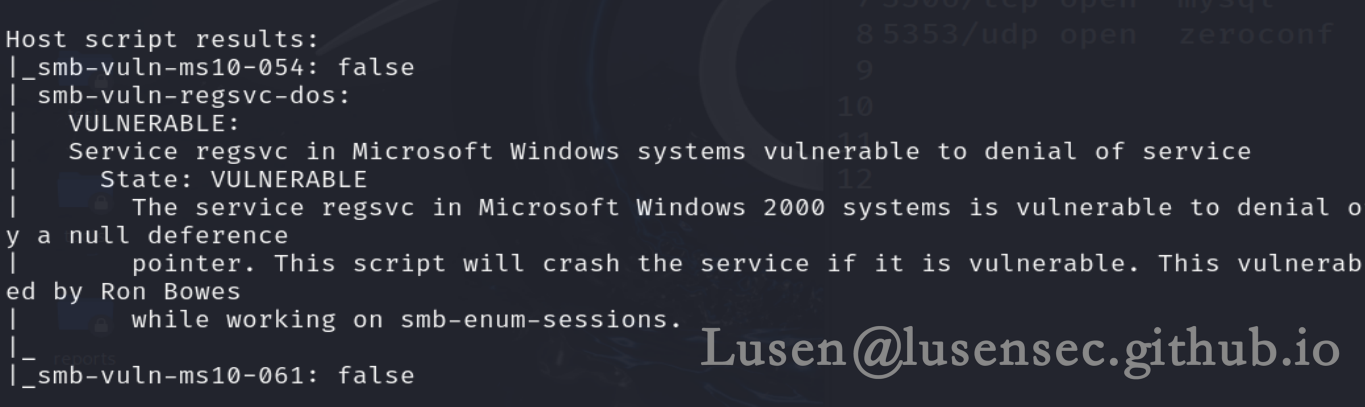 7 3306/tcp open mysql
8 5353/udp open zeroconf
9
10
11
12
Host script results:
|_smb-vuln-ms10-054: false
| smb-vuln-regsvc-dos:
|   VULNERABLE:
|   Service regsvc in Microsoft Windows systems vulnerable to denial of service
|     State: VULNERABLE
|       The service regsvc in Microsoft Windows 2000 systems is vulnerable to denial o
y a null deference
|       pointer. This script will crash the service if it is vulnerable. This vulnerab
ed by Ron Bowes
|       while working on smb-enum-sessions.
|_
reports
|_smb-vuln-ms10-061: false
Lusen@lusensec.github.io